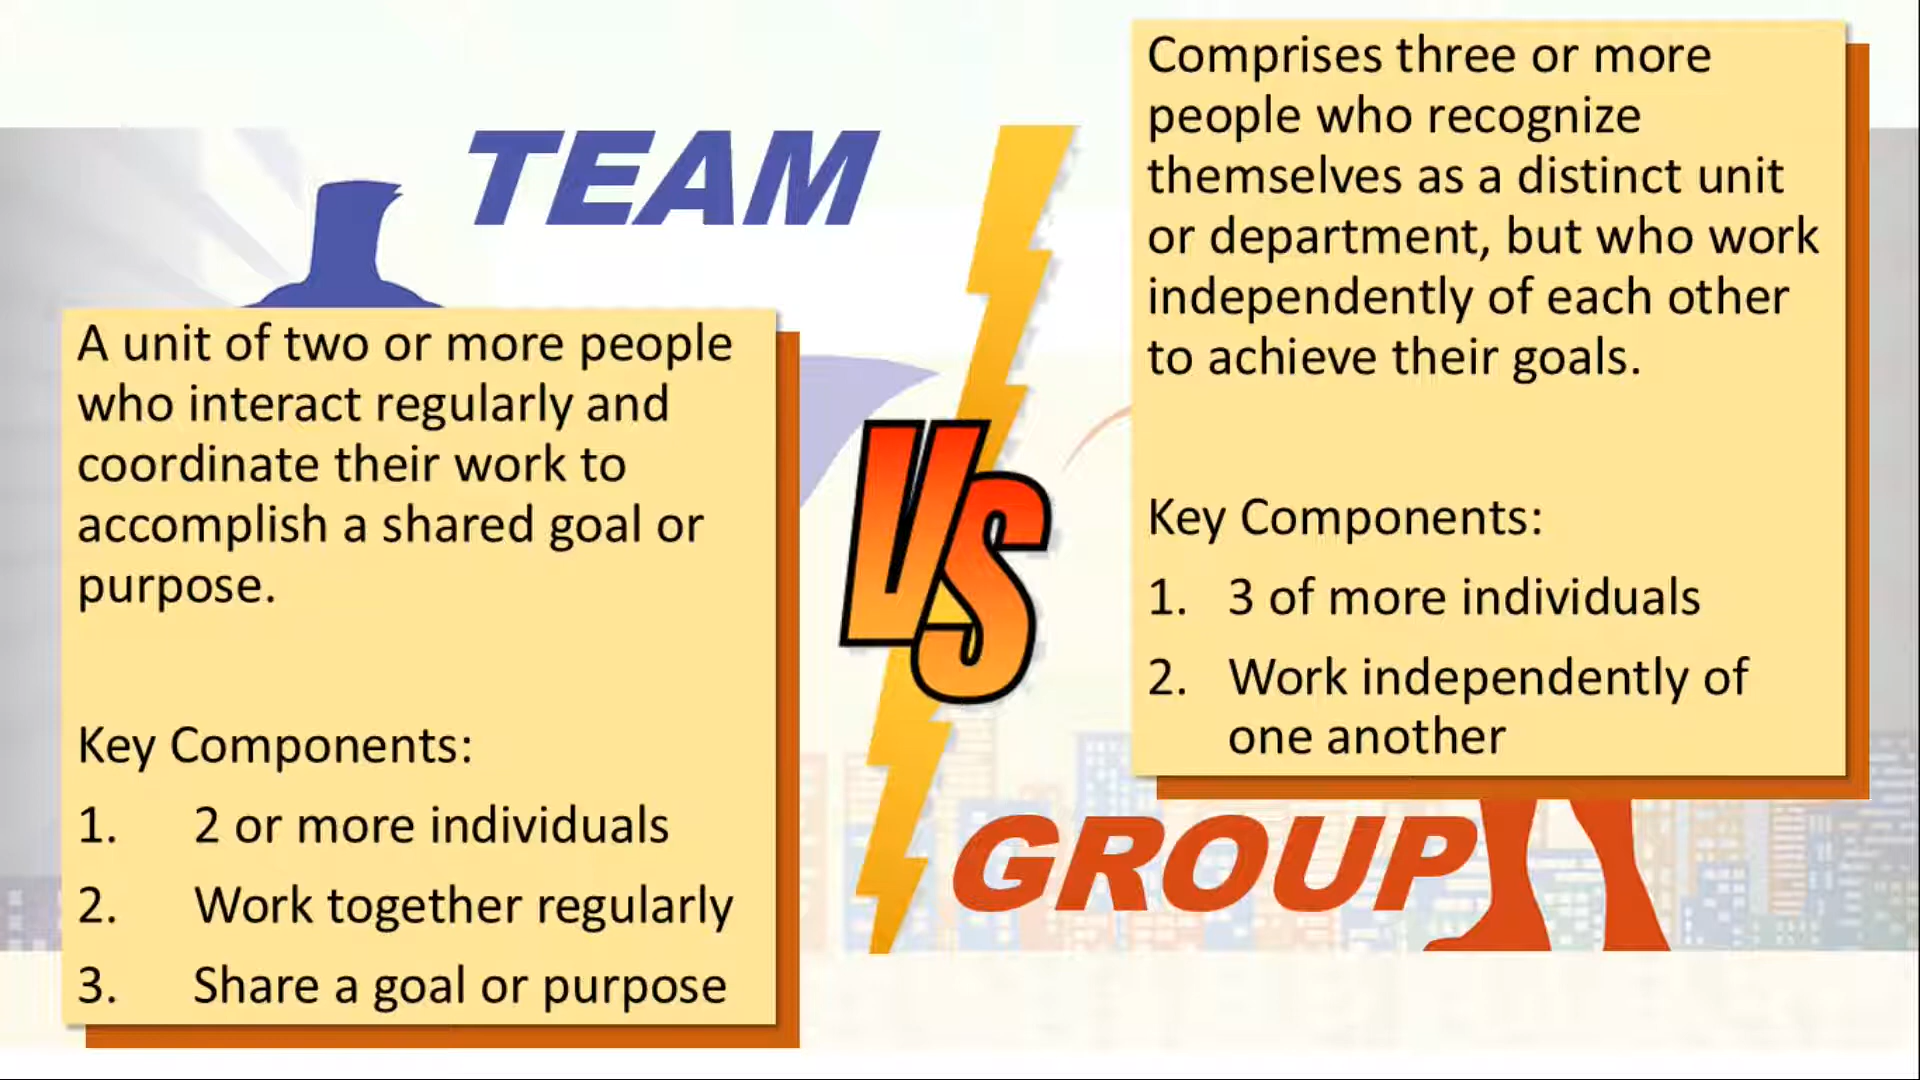 TEAM
A unit of two or more people
who interact regularly and
coordinate their work to
accomplish a shared goal or
purpose.
Key Components:
1. 2 or more individuals
2. Work together regularly
3. Share a goal or purpose
VS
Comprises three or more
people who recognize
themselves as a distinct unit
or department, but who work
independently of each other
to achieve their goals.
Key Components:
1. 3 of more individuals
2. Work independently of
one another
GROUP